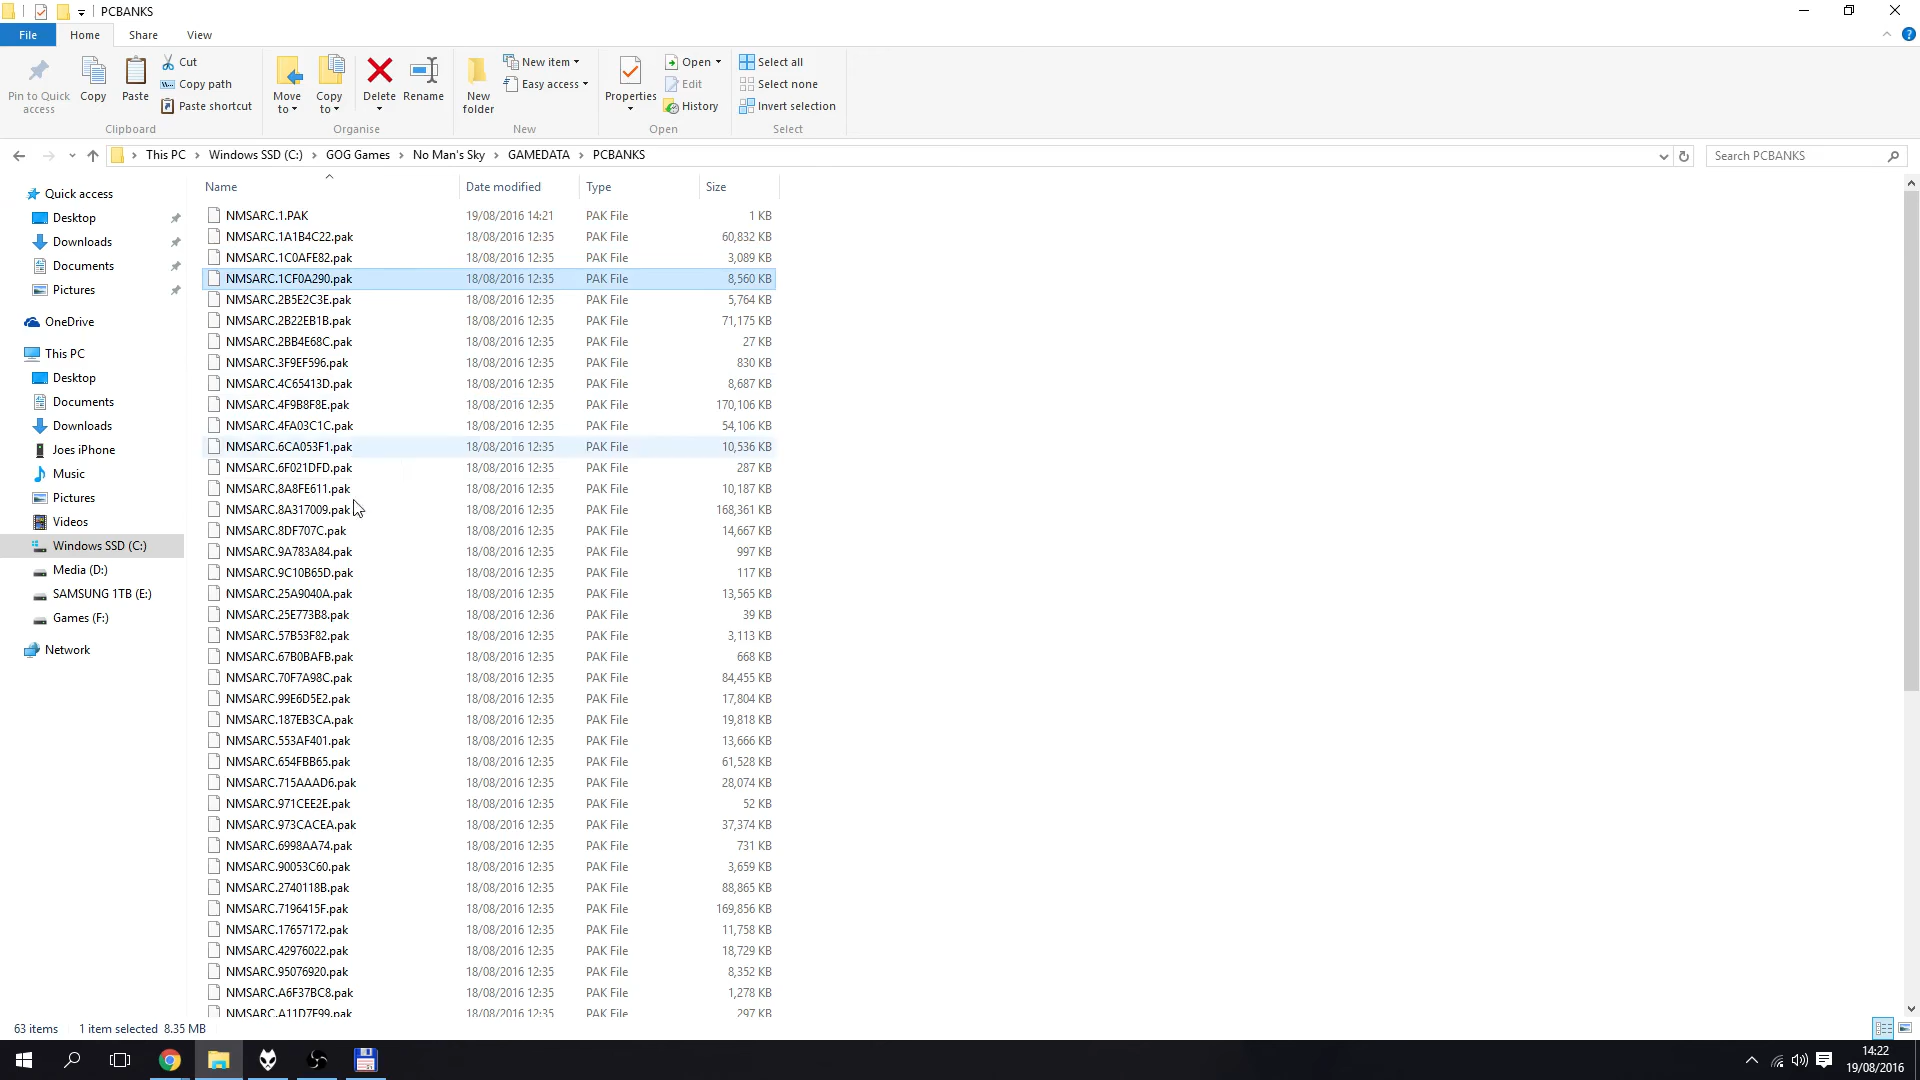 PCBANKS
File Home Share View
Pin to Quick access
Copy
Paste
Cut
Copy path
Paste shortcut
Clipboard
Move to
Copy to
Delete
Rename
Organise
New folder
New item
Easy access
New
Properties
Open
Edit
History
Open
Select all
Select none
Invert selection
Select
This PC Windows SSD (C:) GOG Games No Man's Sky GAMEDATA PCBANKS
Search PCBANKS
Quick access
Desktop
Downloads
Documents
Pictures
OneDrive
This PC
Desktop
Documents
Downloads
Joes iPhone
Music
Pictures
Videos
Windows SSD (C:)
Media (D:)
SAMSUNG 1TB (E:)
Games (F:)
Network
Name Date modified Type Size
NMSARC.1.PAK 19/08/2016 14:21 PAK File 1 KB
NMSARC.1A1B4C22.pak 18/08/2016 12:35 PAK File 60,832 KB
NMSARC.1C0AFE82.pak 18/08/2016 12:35 PAK File 3,089 KB
NMSARC.1CF0A290.pak 18/08/2016 12:35 PAK File 8,560 KB
NMSARC.2B5E2C3E.pak 18/08/2016 12:35 PAK File 5,764 KB
NMSARC.2B22EB1B.pak 18/08/2016 12:35 PAK File 71,175 KB
NMSARC.2BB4E68C.pak 18/08/2016 12:35 PAK File 27 KB
NMSARC.3F9EF596.pak 18/08/2016 12:35 PAK File 830 KB
NMSARC.4C65413D.pak 18/08/2016 12:35 PAK File 8,687 KB
NMSARC.4F9B8F8E.pak 18/08/2016 12:35 PAK File 170,106 KB
NMSARC.4FA03C1C.pak 18/08/2016 12:35 PAK File 54,106 KB
NMSARC.6CA053F1.pak 18/08/2016 12:35 PAK File 10,536 KB
NMSARC.6F021DFD.pak 18/08/2016 12:35 PAK File 287 KB
NMSARC.8A8FE611.pak 18/08/2016 12:35 PAK File 10,187 KB
NMSARC.8A317009.pak 18/08/2016 12:35 PAK File 168,361 KB
NMSARC.8DF707C.pak 18/08/2016 12:35 PAK File 14,667 KB
NMSARC.9A783A84.pak 18/08/2016 12:35 PAK File 997 KB
NMSARC.9C10B65D.pak 18/08/2016 12:35 PAK File 117 KB
NMSARC.25A9040A.pak 18/08/2016 12:35 PAK File 13,565 KB
NMSARC.25E773B8.pak 18/08/2016 12:36 PAK File 39 KB
NMSARC.57B53F82.pak 18/08/2016 12:35 PAK File 3,113 KB
NMSARC.67B0BAFB.pak 18/08/2016 12:35 PAK File 668 KB
NMSARC.70F7A98C.pak 18/08/2016 12:35 PAK File 84,455 KB
NMSARC.99E6D5E2.pak 18/08/2016 12:35 PAK File 17,804 KB
NMSARC.187EB3CA.pak 18/08/2016 12:35 PAK File 19,818 KB
NMSARC.553AF401.pak 18/08/2016 12:35 PAK File 13,666 KB
NMSARC.654FBB65.pak 18/08/2016 12:35 PAK File 61,528 KB
NMSARC.715AAAD6.pak 18/08/2016 12:35 PAK File 28,074 KB
NMSARC.971CEE2E.pak 18/08/2016 12:35 PAK File 52 KB
NMSARC.973CACEA.pak 18/08/2016 12:35 PAK File 37,374 KB
NMSARC.6998AA74.pak 18/08/2016 12:35 PAK File 731 KB
NMSARC.90053C60.pak 18/08/2016 12:35 PAK File 3,659 KB
NMSARC.2740118B.pak 18/08/2016 12:35 PAK File 88,865 KB
NMSARC.7196415F.pak 18/08/2016 12:35 PAK File 169,856 KB
NMSARC.17657172.pak 18/08/2016 12:35 PAK File 11,758 KB
NMSARC.42976022.pak 18/08/2016 12:35 PAK File 18,729 KB
NMSARC.95076920.pak 18/08/2016 12:35 PAK File 8,352 KB
NMSARC.A6F37BC8.pak 18/08/2016 12:35 PAK File 1,278 KB
NMSARC.A11D7F99.pak 18/08/2016 12:35 PAK File 297 KB
63 items 1 item selected 8.35 MB
14:22
19/08/2016